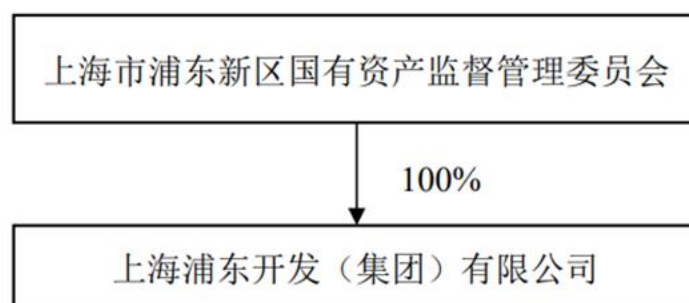 上海市浦东新区国有资产监督管理委员会
100%
上海浦东开发（集团）有限公司